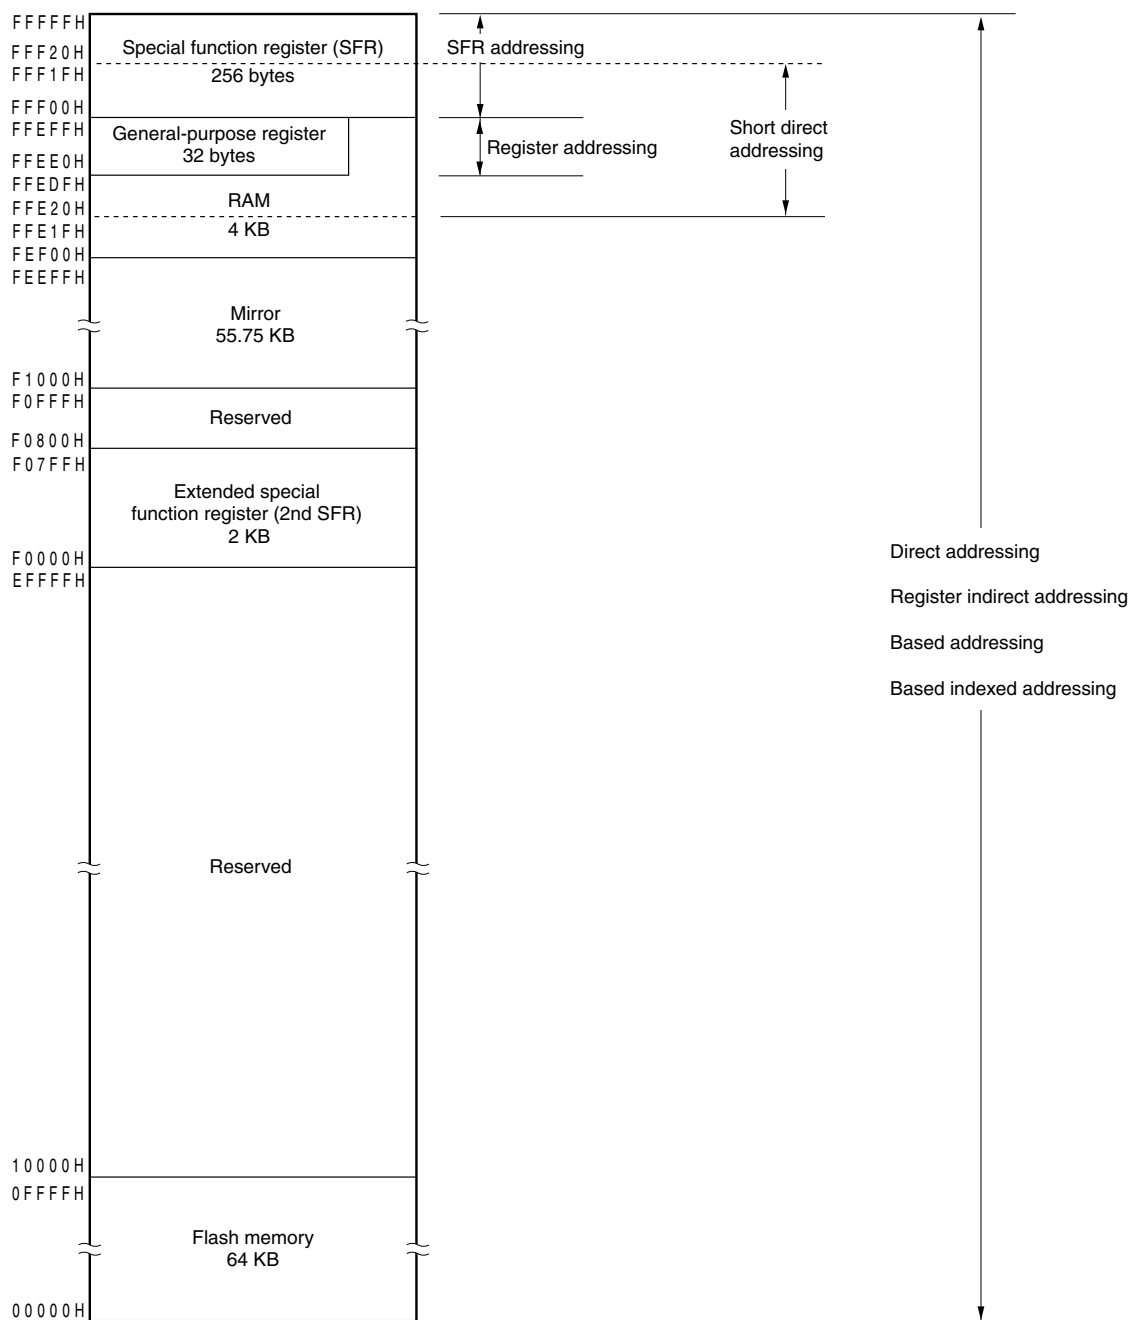 FFFFFH
Special function register (SFR)
SFR addressing
FFF20H
FFF1FH
256 bytes
FFF00H
FFEFFH
General-purpose register
32 bytes
Register addressing
Short direct
addressing
FFEE0H
FFEDFH
RAM
FFE20H
FFE1FH
4 KB
FEF00H
FEEFFH
Mirror
55.75 KB
F1000H
F0FFFH
Reserved
F0800H
F07FFH
Extended special
function register (2nd SFR)
2 KB
F0000H
EFFFFH
Direct addressing
Register indirect addressing
Based addressing
Based indexed addressing
Reserved
10000H
0FFFFH
Flash memory
64 KB
00000H